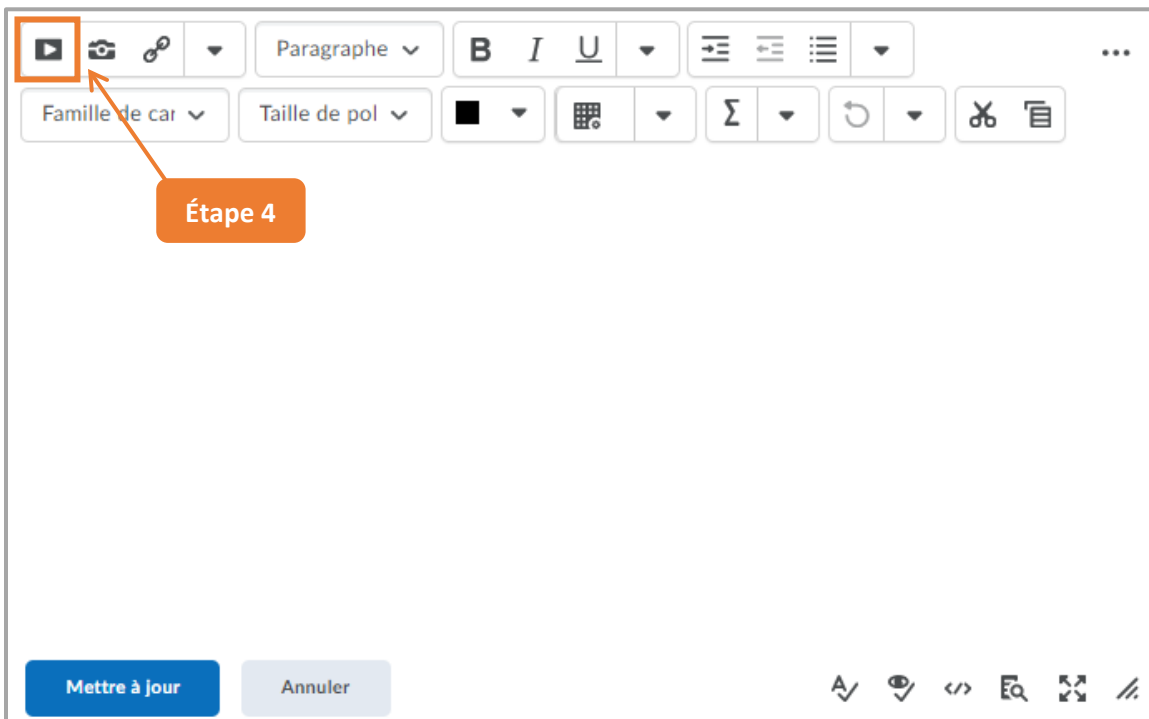 Paragraphe B I U
Famille de car Taille de pol Σ
Étape 4
Mettre à jour Annuler